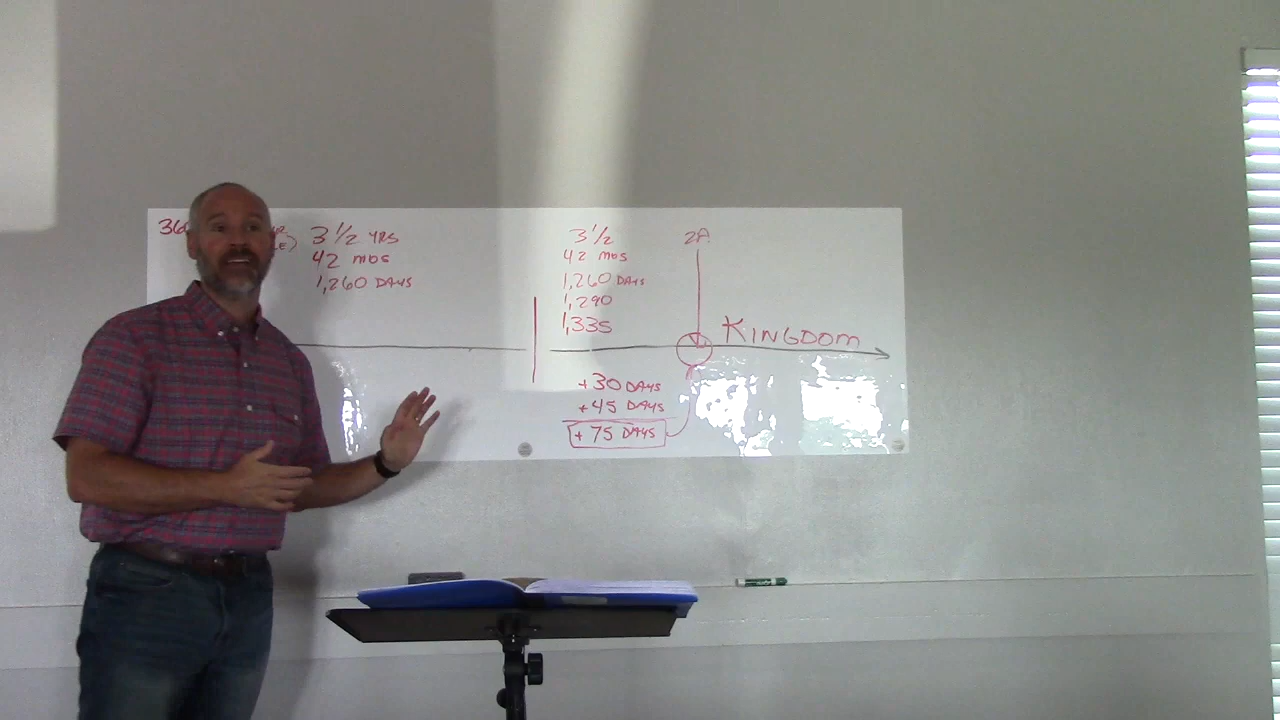 3 1/2 YRS
42 MOS
1,260 DAYS
3 1/2
42 MOS
1,260 DAYS
1,290
1,335
2A
KINGDOM
+30 DAYS
+45 DAYS
+75 DAYS